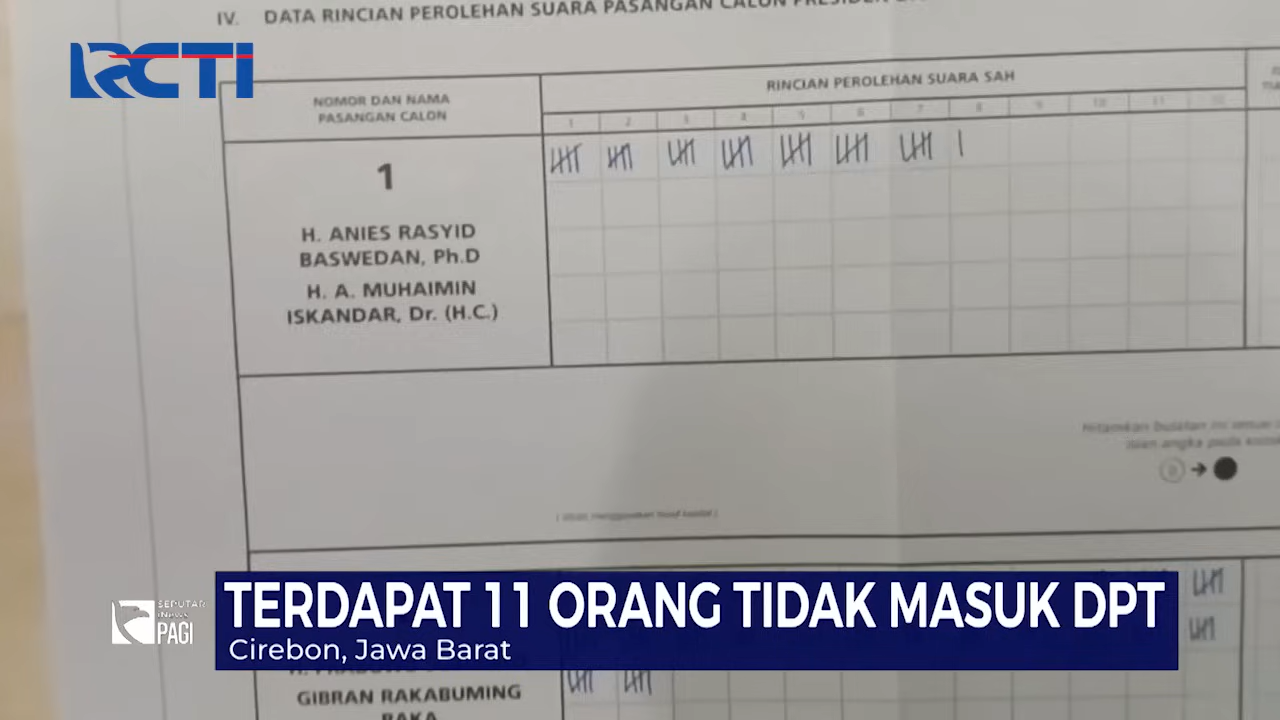 IV. DATA RINCIAN PEROLEHAN SUARA PASANGAN CALON
RCTI
NOMOR DAN NAMA
PASANGAN CALON
RINCIAN PEROLEHAN SUARA SAH
1 2 3 4 5 6 7 8 9 10 11
1
H. ANIES RASYID
BASWEDAN, Ph.D
H. A. MUHAIMIN
ISKANDAR, Dr. (H.C.)
TERDAPAT 11 ORANG TIDAK MASUK DPT
Cirebon, Jawa Barat
SEPUTAR
PAGI
GIBRAN RAKABUMING
RAKA